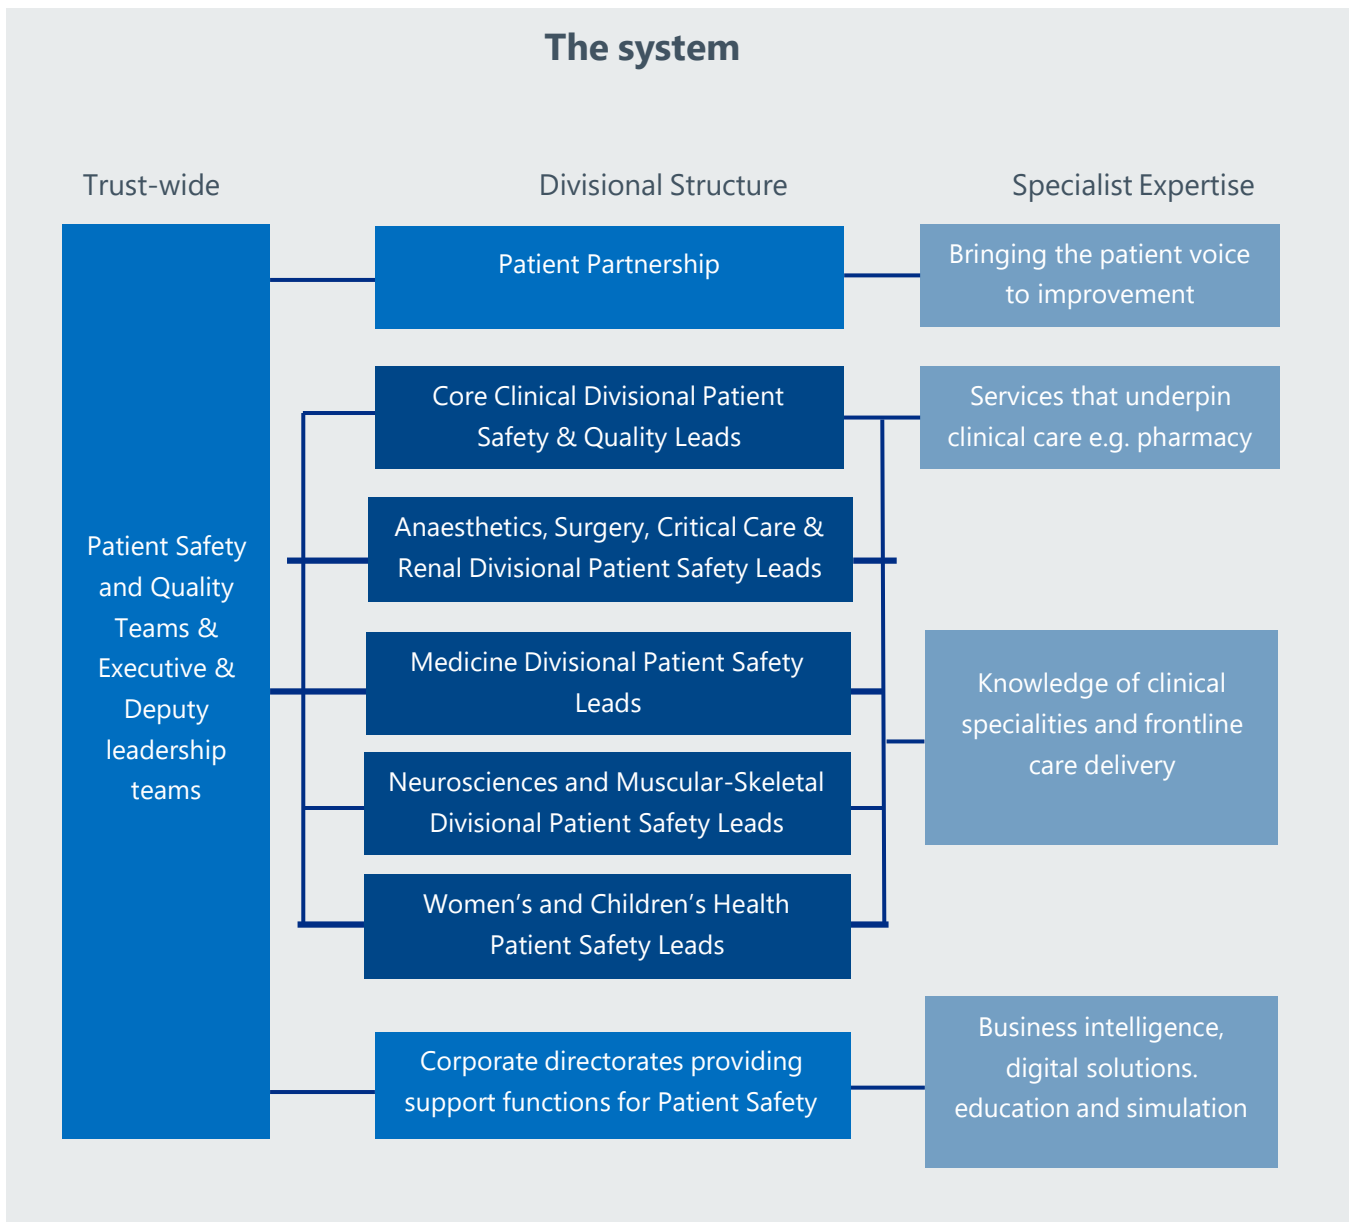 The system
Trust-wide
Divisional Structure
Specialist Expertise
Patient Safety
and Quality
Teams &
Executive &
Deputy
leadership
teams
Patient Partnership
Bringing the patient voice
to improvement
Core Clinical Divisional Patient
Safety & Quality Leads
Services that underpin
clinical care e.g. pharmacy
Anaesthetics, Surgery, Critical Care &
Renal Divisional Patient Safety Leads
Medicine Divisional Patient Safety
Leads
Knowledge of clinical
specialities and frontline
care delivery
Neurosciences and Muscular-Skeletal
Divisional Patient Safety Leads
Women’s and Children’s Health
Patient Safety Leads
Corporate directorates providing
support functions for Patient Safety
Business intelligence,
digital solutions.
education and simulation